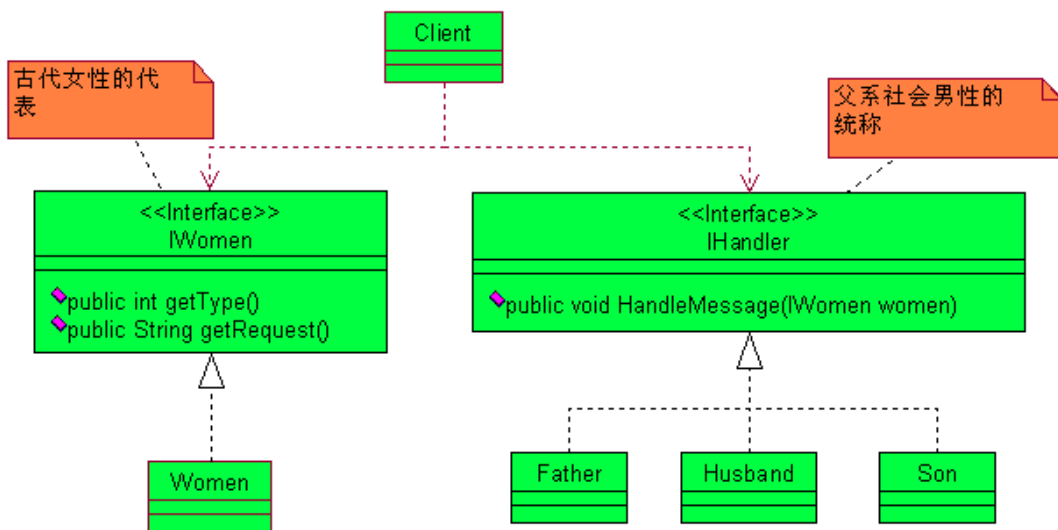 Client
古代女性的代
表
父系社会男性的
统称
<<Interface>>
IWomen
public int getType()
public String getRequest()
<<Interface>>
IHandler
public void HandleMessage(IWomen women)
Women
Father
Husband
Son